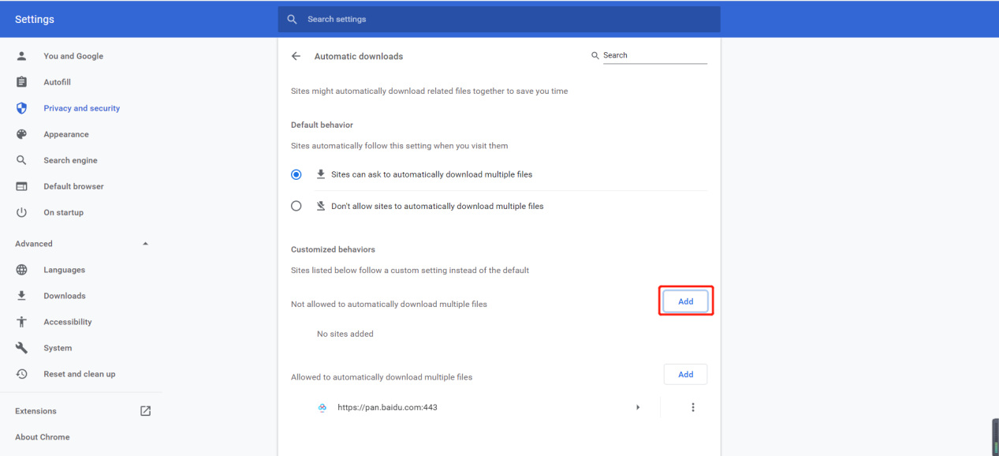 Settings
Search settings
You and Google
Autofill
Privacy and security
Appearance
Search engine
Default browser
On startup
Advanced
Languages
Downloads
Accessibility
System
Reset and clean up
Extensions
About Chrome
Automatic downloads
Search
Sites might automatically download related files together to save you time
Default behavior
Sites automatically follow this setting when you visit them
Sites can ask to automatically download multiple files
Don't allow sites to automatically download multiple files
Customized behaviors
Sites listed below follow a custom setting instead of the default
Not allowed to automatically download multiple files
Add
No sites added
Allowed to automatically download multiple files
Add
https://pan.baidu.com:443